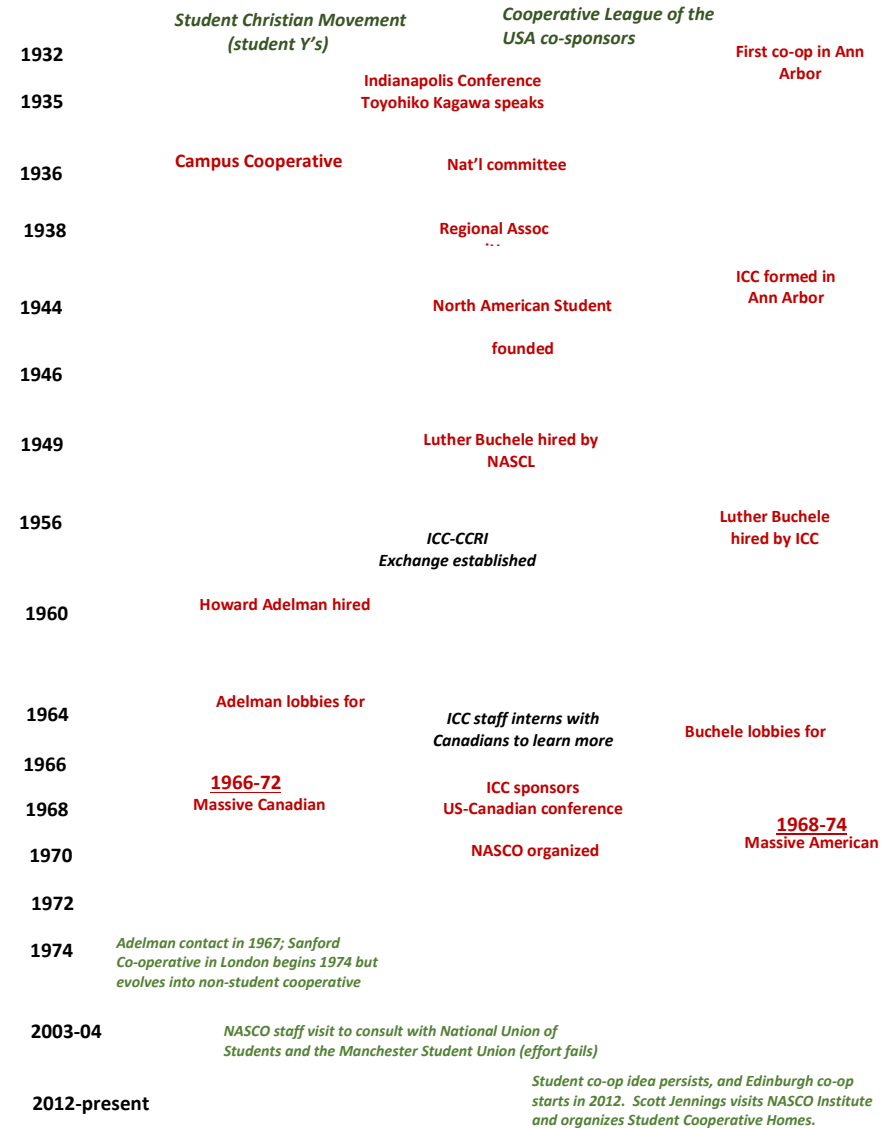 Student Christian Movement
(student Y's)
Cooperative League of the
USA co-sponsors
1932
First co-op in Ann
Arbor
Indianapolis Conference
1935
Toyohiko Kagawa speaks
1936
Campus Cooperative
Nat'l committee
1938
Regional Assoc
ICC formed in
Ann Arbor
1944
North American Student
founded
1946
1949
Luther Buchele hired by
NASCL
1956
Luther Buchele
hired by ICC
ICC-CCRI
Exchange established
1960
Howard Adelman hired
Adelman lobbies for
1964
ICC staff interns with
Canadians to learn more
Buchele lobbies for
1966
1966-72
Massive Canadian
ICC sponsors
US-Canadian conference
1968
1968-74
Massive American
1970
NASCO organized
1972
1974
Adelman contact in 1967; Sanford
Co-operative in London begins 1974 but
evolves into non-student cooperative
2003-04
NASCO staff visit to consult with National Union of
Students and the Manchester Student Union (effort fails)
2012-present
Student co-op idea persists, and Edinburgh co-op
starts in 2012.  Scott Jennings visits NASCO Institute
and organizes Student Cooperative Homes.